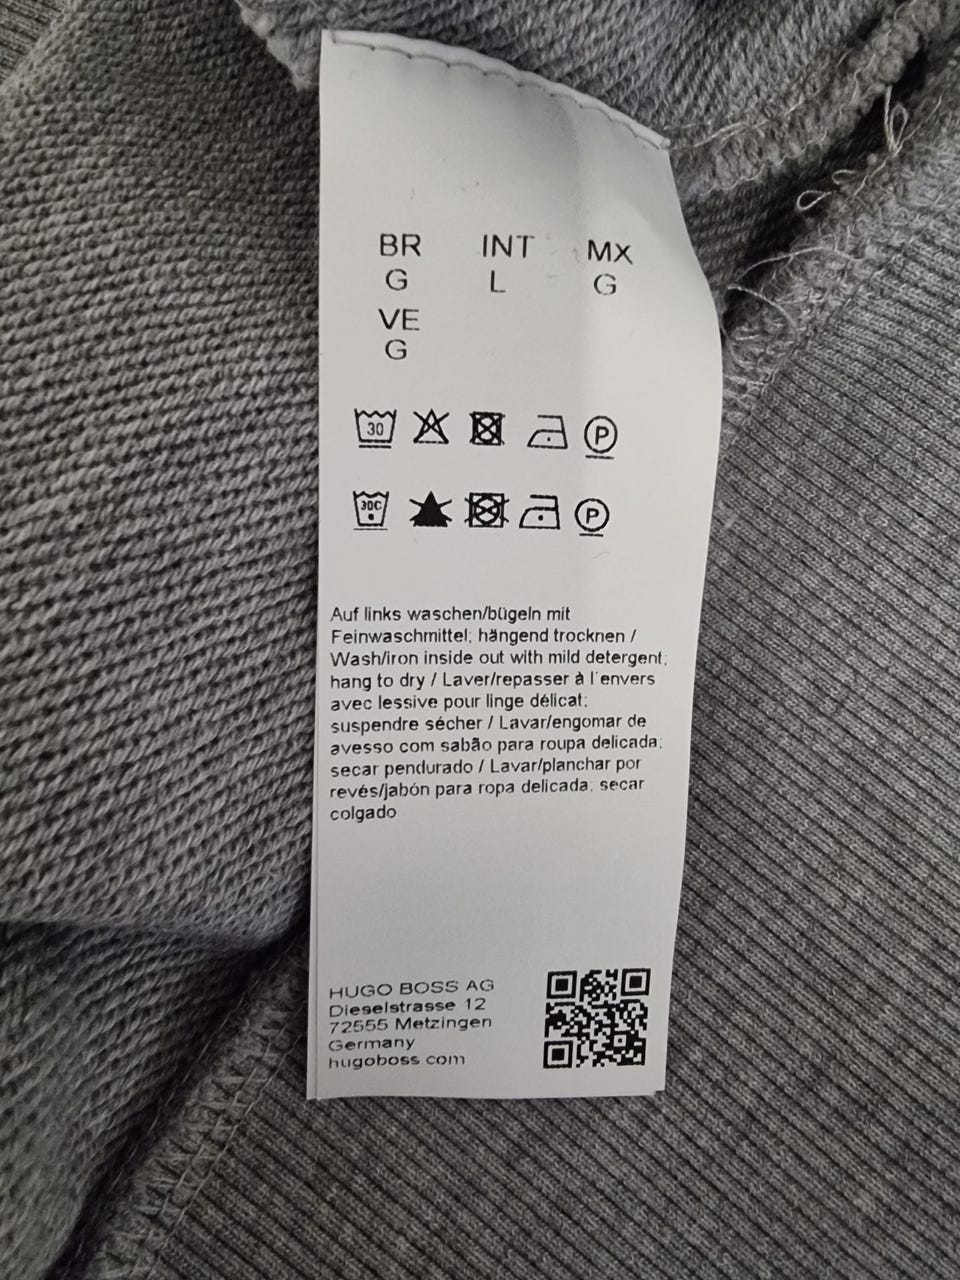 BR INT MX
G L G
VE
G
30 P
30C P
Auf links waschen/bügeln mit
Feinwaschmittel; hängend trocknen /
Wash/iron inside out with mild detergent;
hang to dry / Laver/repasser à l'envers
avec lessive pour linge délicat;
suspendre sécher / Lavar/engomar de
avesso com sabão para roupa delicada;
secar pendurado / Lavar/planchar por
revés/jabón para ropa delicada; secar
colgado
HUGO BOSS AG
Dieselstrasse 12
72555 Metzingen
Germany
hugoboss.com